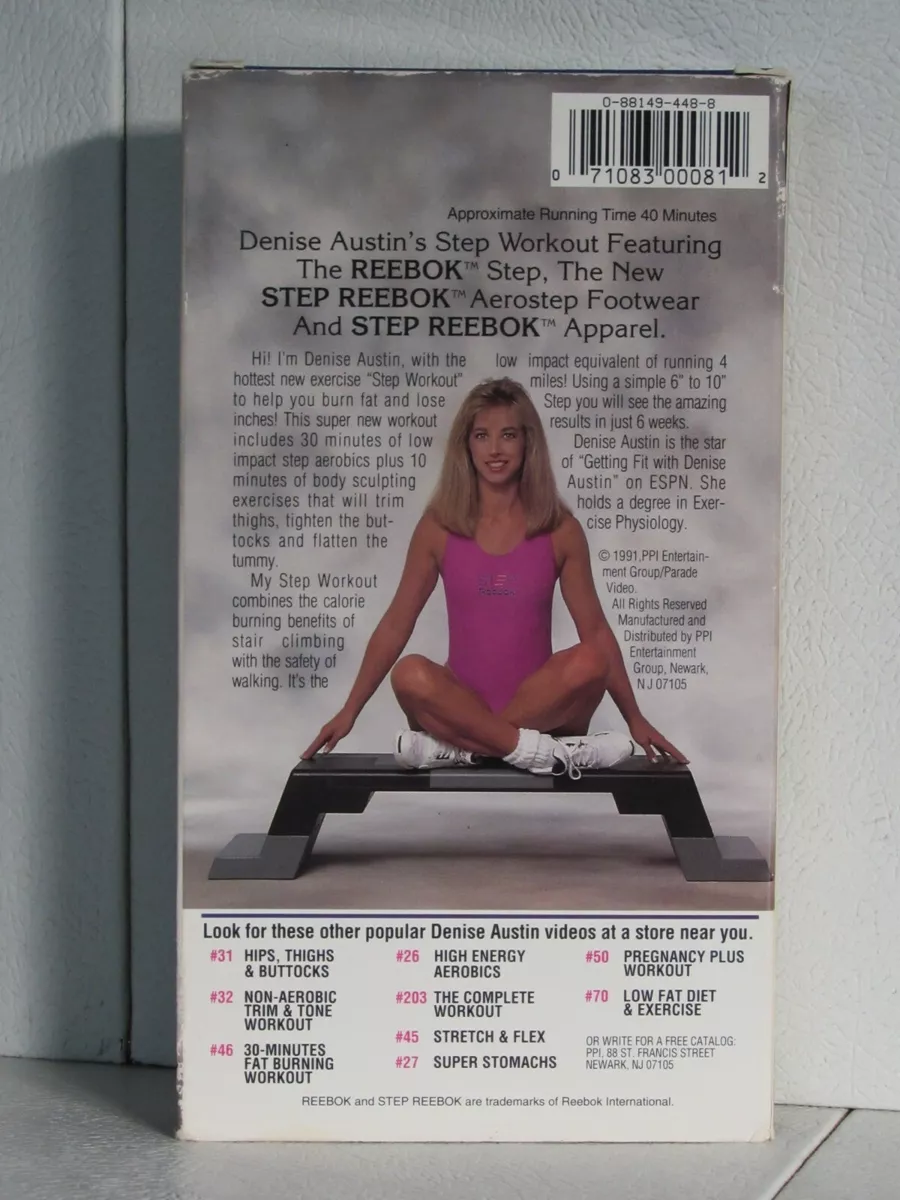 0-88149-448-8
0 71083 00081 2
Approximate Running Time 40 Minutes
Denise Austin's Step Workout Featuring
The REEBOK™ Step, The New
STEP REEBOK™ Aerostep Footwear
And STEP REEBOK™ Apparel.
Hi! I'm Denise Austin, with the
hottest new exercise “Step Workout”
to help you burn fat and lose
inches! This super new workout
includes 30 minutes of low
impact step aerobics plus 10
minutes of body sculpting
exercises that will trim
thighs, tighten the but-
tocks and flatten the
tummy.
My Step Workout
combines the calorie
burning benefits of
stair climbing
with the safety of
walking. It's the
low impact equivalent of running 4
miles! Using a simple 6" to 10"
Step you will see the amazing
results in just 6 weeks.
Denise Austin is the star
of “Getting Fit with Denise
Austin” on ESPN. She
holds a degree in Exer-
cise Physiology.
© 1991, PPI Entertain-
ment Group/Parade
Video.
All Rights Reserved
Manufactured and
Distributed by PPI
Entertainment
Group, Newark,
NJ 07105
STEP
Reebok
Look for these other popular Denise Austin videos at a store near you.
#31 HIPS, THIGHS
& BUTTOCKS
#32 NON-AEROBIC
TRIM & TONE
WORKOUT
#46 30-MINUTES
FAT BURNING
WORKOUT
#26 HIGH ENERGY
AEROBICS
#203 THE COMPLETE
WORKOUT
#45 STRETCH & FLEX
#27 SUPER STOMACHS
#50 PREGNANCY PLUS
WORKOUT
#70 LOW FAT DIET
& EXERCISE
OR WRITE FOR A FREE CATALOG:
PPI, 88 ST. FRANCIS STREET
NEWARK, NJ 07105
REEBOK and STEP REEBOK are trademarks of Reebok International.